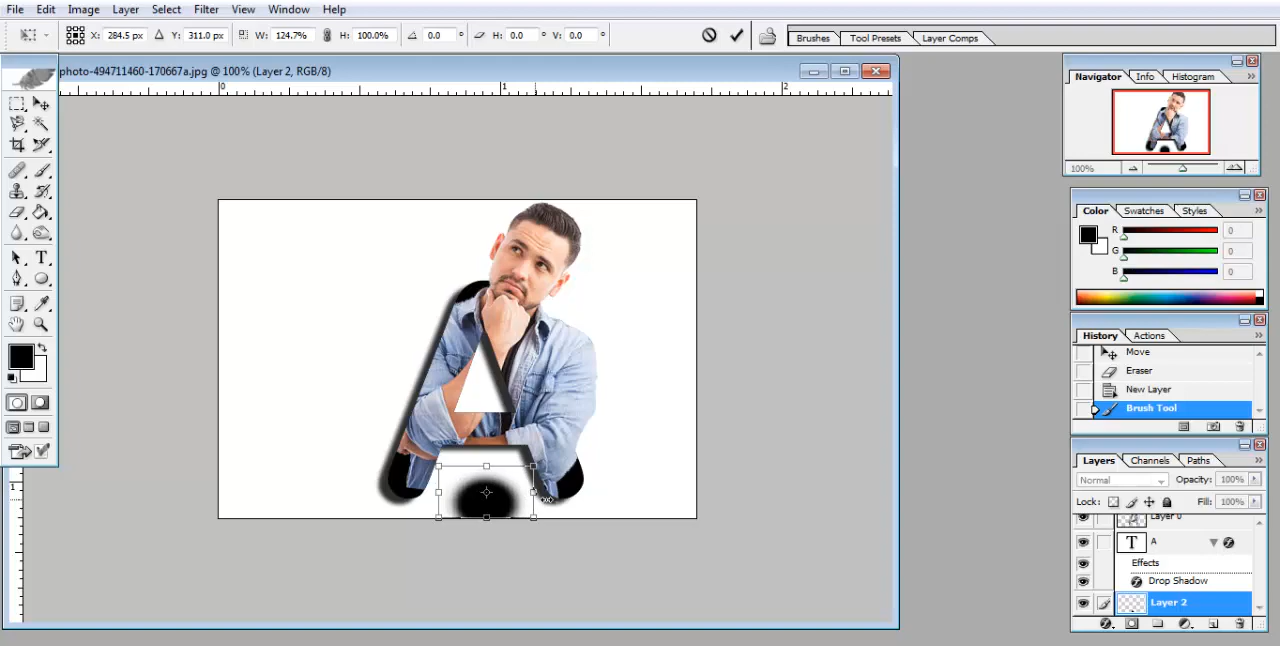 File Edit Image Layer Select Filter View Window Help
X: 284.5 px Y: 311.0 px W: 124.7% H: 100.0% 0.0 ° H: 0.0 ° V: 0.0 °
Brushes Tool Presets Layer Comps
photo-494711460-170667a.jpg @ 100% (Layer 2, RGB/8)
0 1 2
1
Navigator Info Histogram
100%
Color Swatches Styles
R 0
G 0
B 0
History Actions
Move
Eraser
New Layer
Brush Tool
Layers Channels Paths
Normal Opacity: 100%
Lock: Fill: 100%
Layer 0
T A
Effects
Drop Shadow
Layer 2